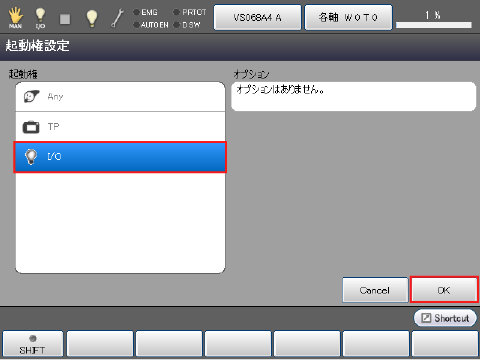 MAN
I/O
EMG
PRTCT
AUTO EN
D SW
VS068A4 A
各軸 W0T0
1 %
起動権設定
起動権
オプション
Any
オプションはありません。
TP
I/O
Cancel
OK
Shortcut
SHIFT